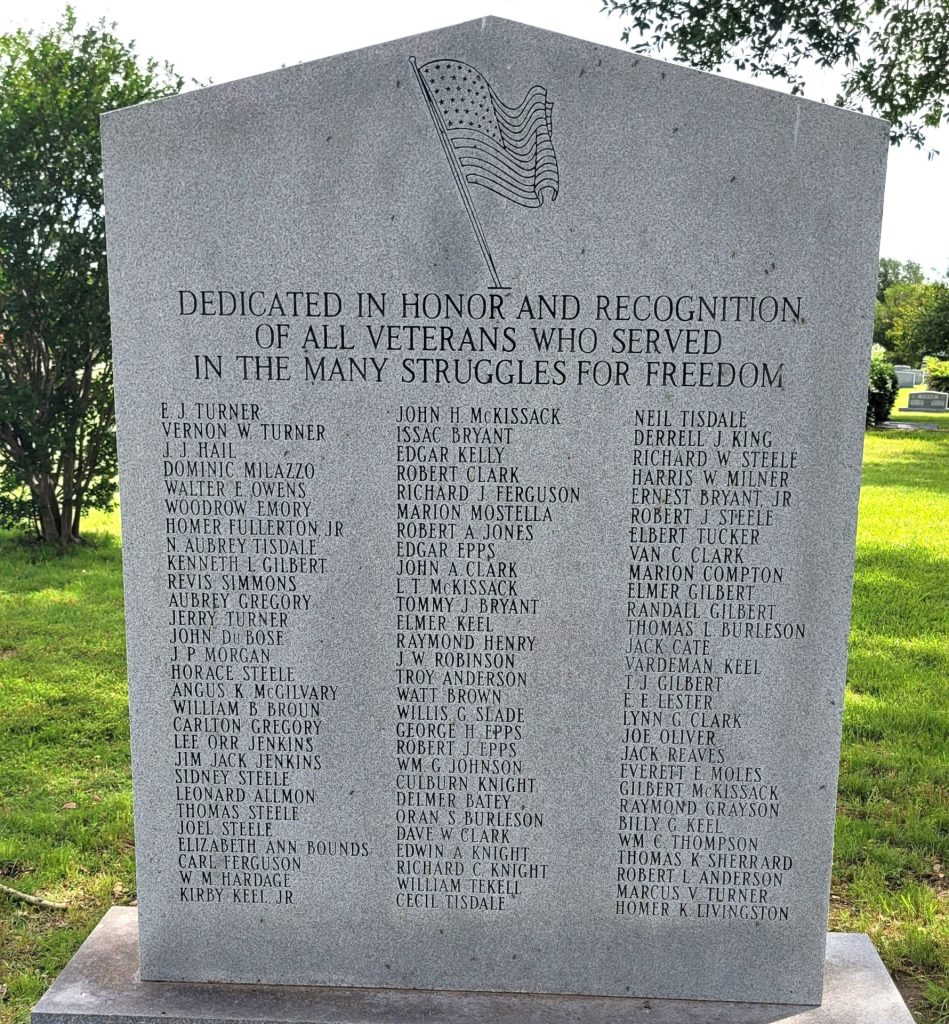 DEDICATED IN HONOR AND RECOGNITION
OF ALL VETERANS WHO SERVED
IN THE MANY STRUGGLES FOR FREEDOM
E. J. TURNER
VERNON W. TURNER
J. J. HAIL
DOMINIC MILAZZO
WALTER E. OWENS
WOODROW EMORY
HOMER FULLERTON, JR.
N. AUBREY TISDALE
KENNETH L. GILBERT
REVIS SIMMONS
AUBREY GREGORY
JERRY TURNER
JOHN DuBOSE
J. P. MORGAN
HORACE STEELE
ANGUS K. McGILVARY
WILLIAM B. BROUN
CARLTON GREGORY
LEE ORR JENKINS
JIM JACK JENKINS
SIDNEY STEELE
LEONARD ALLMON
THOMAS STEELE
JOEL STEELE
ELIZABETH ANN BOUNDS
CARL FERGUSON
W. M. HARDAGE
KIRBY KEEL, JR.
JOHN H. McKISSACK
ISSAC BRYANT
EDGAR KELLY
ROBERT CLARK
RICHARD J. FERGUSON
MARION MOSTELLA
ROBERT A. JONES
EDGAR EPPS
JOHN A. CLARK
L. T. McKISSACK
TOMMY J. BRYANT
ELMER KEEL
RAYMOND HENRY
J. W. ROBINSON
TROY ANDERSON
WATT BROWN
WILLIS G. SLADE
GEORGE H. EPPS
ROBERT J. EPPS
WM. G. JOHNSON
CULBURN KNIGHT
DELMER BATEY
ORAN S. BURLESON
DAVE W. CLARK
EDWIN A. KNIGHT
RICHARD C. KNIGHT
WILLIAM TEKELL
CECIL TISDALE
NEIL TISDALE
DERRELL J. KING
RICHARD W. STEELE
HARRIS W. MILNER
ERNEST BRYANT, JR.
ROBERT J. STEELE
ELBERT TUCKER
VAN C. CLARK
MARION COMPTON
ELMER GILBERT
RANDALL GILBERT
THOMAS L. BURLESON
JACK CATE
VARDEMAN KEEL
T. J. GILBERT
E. E. LESTER
LYNN G. CLARK
JOE OLIVER
JACK REAVES
EVERETT E. MOLES
GILBERT McKISSACK
RAYMOND GRAYSON
BILLY G. KEEL
WM. C. THOMPSON
THOMAS K. SHERRARD
ROBERT L. ANDERSON
MARCUS V. TURNER
HOMER K. LIVINGSTON